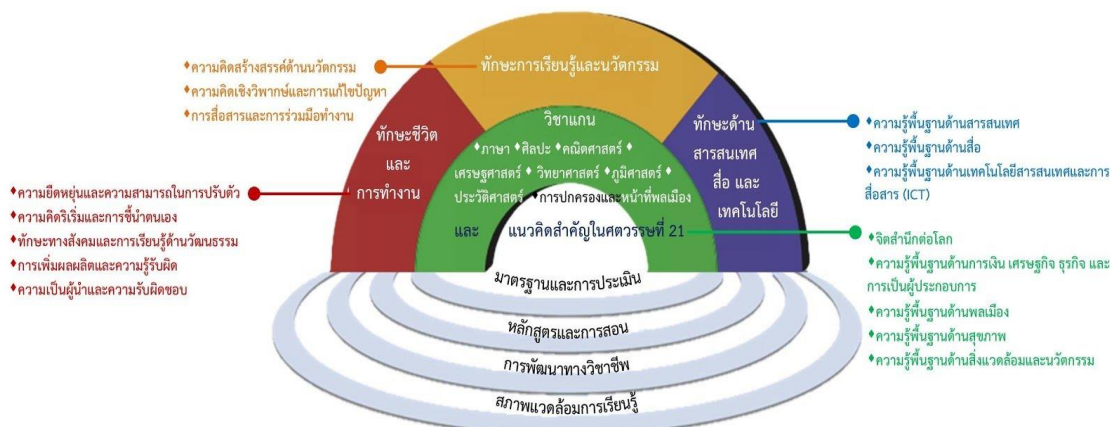 ทักษะการเรียนรู้และนวัตกรรม
♦ความคิดสร้างสรรค์ด้านนวัตกรรม
♦ความคิดเชิงวิพากษ์และการแก้ไขปัญหา
♦การสื่อสารและการร่วมมือทำงาน
ทักษะชีวิต
และ
การทำงาน
♦ความยืดหยุ่นและความสามารถในการปรับตัว
♦ความคิดริเริ่มและการชี้นำตนเอง
♦ทักษะทางสังคมและการเรียนรู้ด้านวัฒนธรรม
♦การเพิ่มผลผลิตและความรู้รับผิด
♦ความเป็นผู้นำและความรับผิดชอบ
วิชาแกน
♦ภาษา ♦ศิลปะ ♦คณิตศาสตร์
เศรษฐศาสตร์♦ วิทยาศาสตร์ ♦ภูมิศาสตร์♦
ประวัติศาสตร์ ♦การปกครองและหน้าที่พลเมือง
และ แนวคิดสำคัญในศตวรรษที่ 21
ทักษะด้าน
สารสนเทศ
สื่อ และ
เทคโนโลยี
♦ความรู้พื้นฐานด้านสารสนเทศ
♦ความรู้พื้นฐานด้านสื่อ
♦ความรู้พื้นฐานด้านเทคโนโลยีสารสนเทศและการ
สื่อสาร (ICT)
♦จิตสำนึกต่อโลก
♦ความรู้พื้นฐานด้านการเงิน เศรษฐกิจ ธุรกิจ และ
การเป็นผู้ประกอบการ
♦ความรู้พื้นฐานด้านพลเมือง
♦ความรู้พื้นฐานด้านสุขภาพ
♦ความรู้พื้นฐานด้านสิ่งแวดล้อมและนวัตกรรม
มาตรฐานและการประเมิน
หลักสูตรและการสอน
การพัฒนาทางวิชาชีพ
สภาพแวดล้อมการเรียนรู้